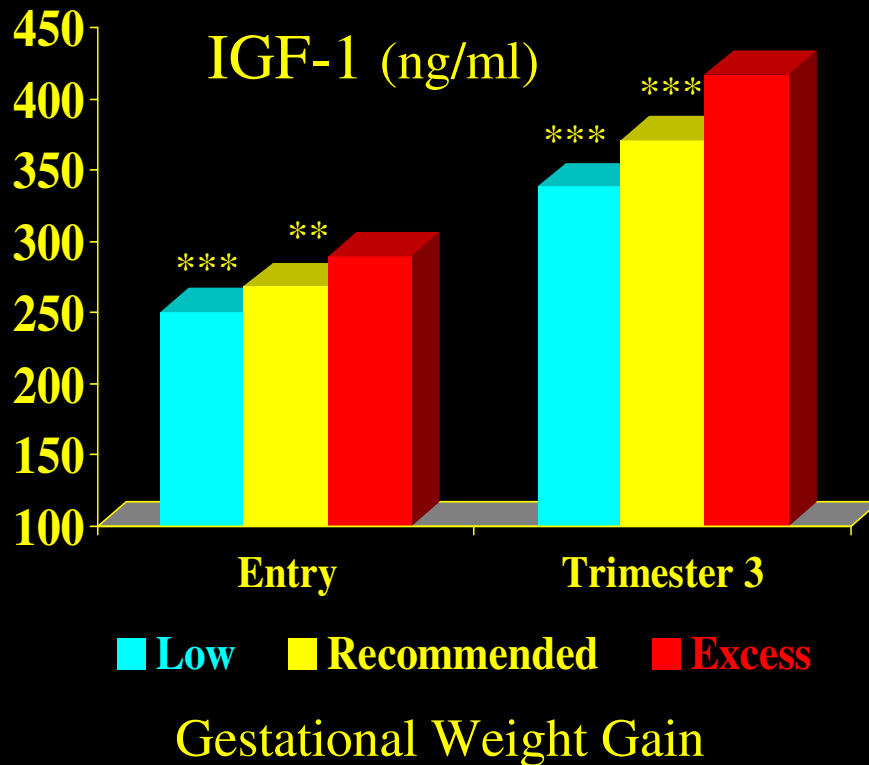 IGF-1 (ng/ml)
450
400
350
300
250
200
150
100
***
**
***
***
Entry
Trimester 3
Low
Recommended
Excess
Gestational Weight Gain